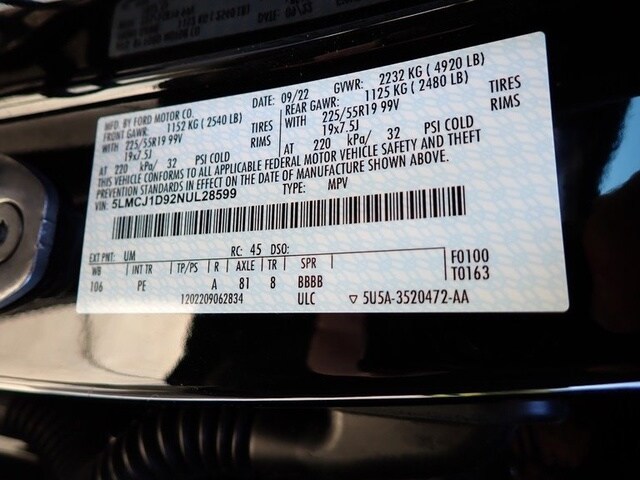 MFD. BY FORD MOTOR CO.
DATE: 09/22 GVWR: 2232 KG ( 4920 LB)
FRONT GAWR: 1152 KG ( 2540 LB) REAR GAWR: 1125 KG ( 2480 LB)
WITH 225/55R19 99V TIRES WITH 225/55R19 99V TIRES
19x7.5J RIMS 19x7.5J RIMS
AT 220 kPa/ 32 PSI COLD AT 220 kPa/ 32 PSI COLD
THIS VEHICLE CONFORMS TO ALL APPLICABLE FEDERAL MOTOR VEHICLE SAFETY AND THEFT
PREVENTION STANDARDS IN EFFECT ON THE DATE OF MANUFACTURE SHOWN ABOVE.
VIN: 5LMCJ1D92NUL28599 TYPE: MPV
EXT PNT: UM RC: 45 DSO:
WB INT TR TP/PS R AXLE TR SPR F0100
106 PE A 81 8 BBBB T0163
1202209062834 ULC ▽ 5U5A-3520472-AA